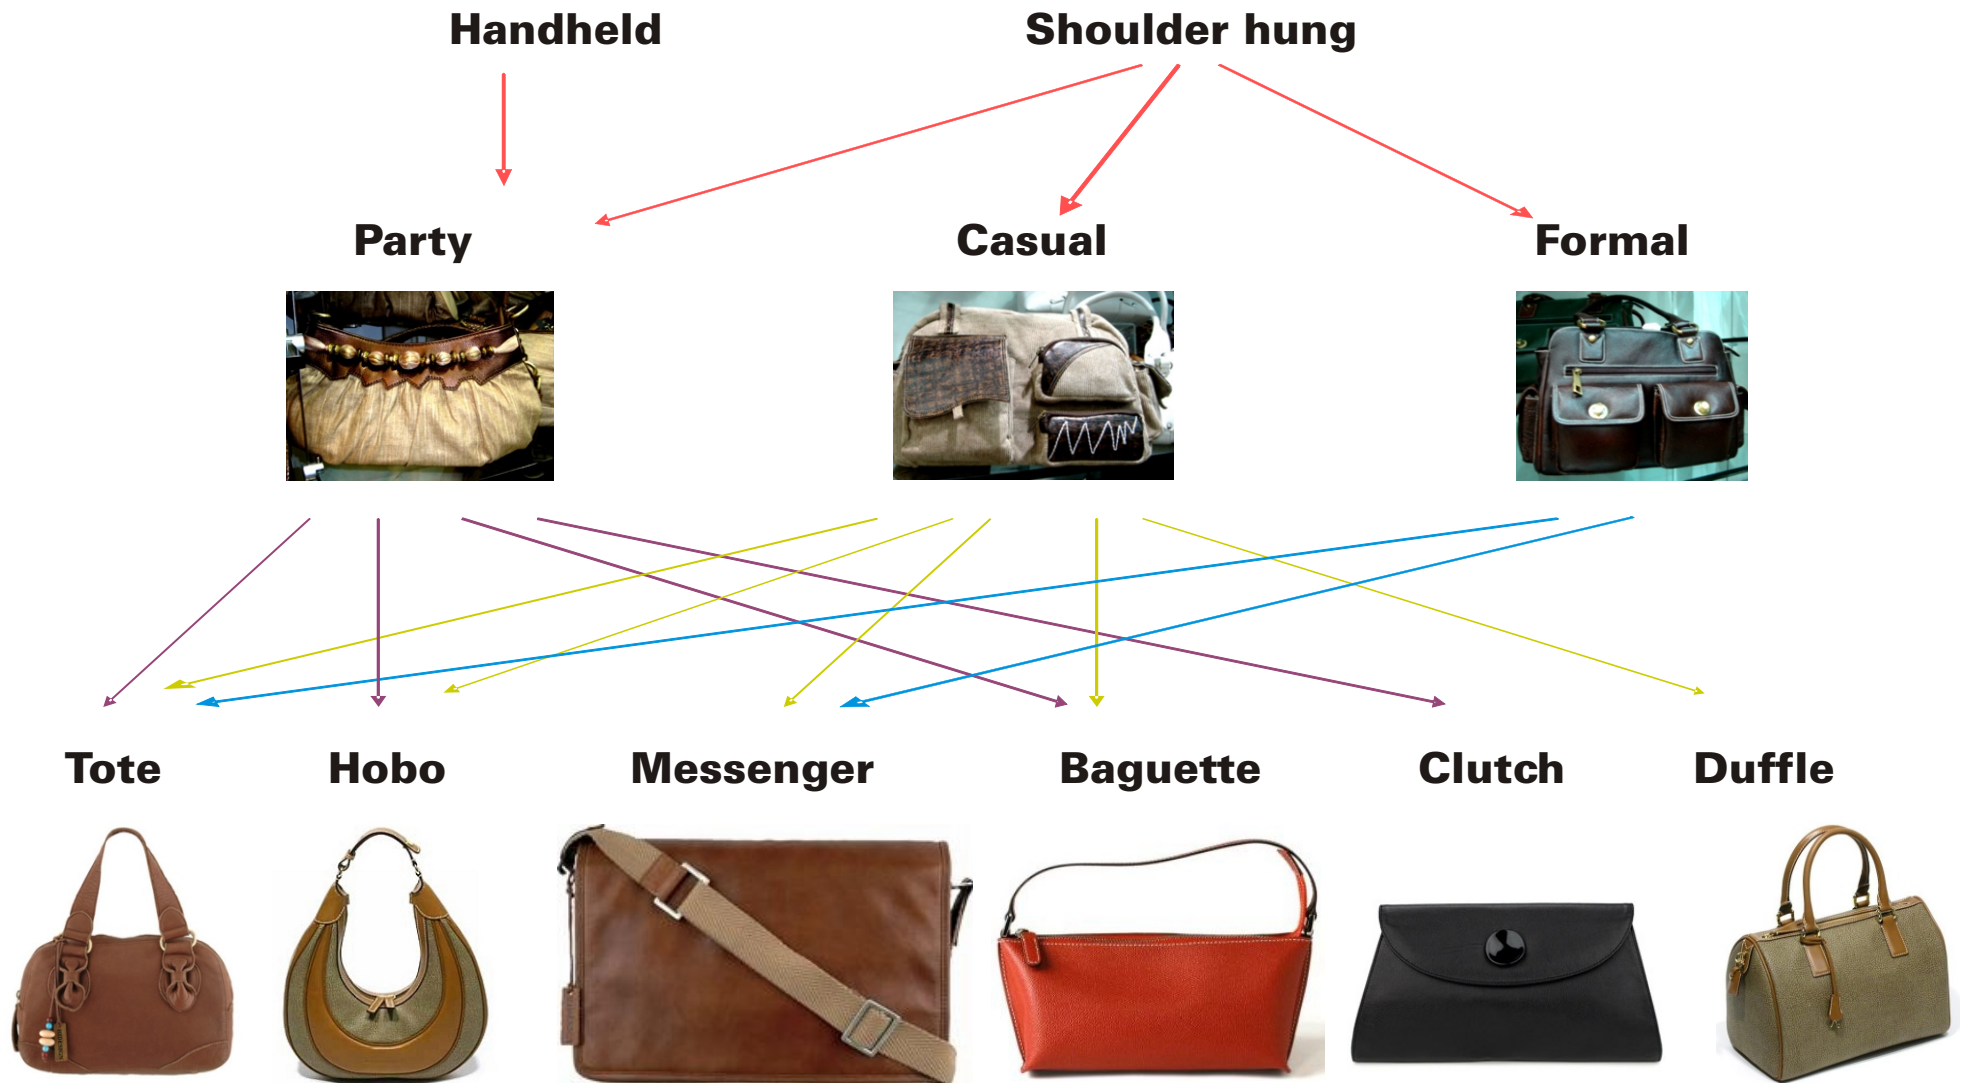 Handheld
Shoulder hung
Party
Casual
Formal
Tote
Hobo
Messenger
Baguette
Clutch
Duffle